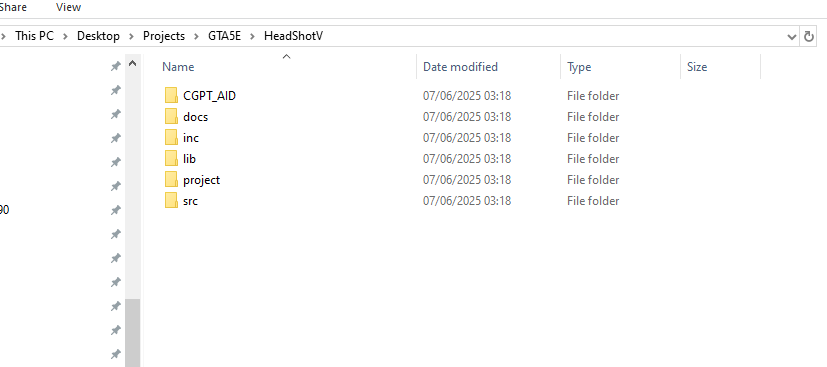 Share View
This PC > Desktop > Projects > GTA5E > HeadShotV
Name Date modified Type Size
CGPT_AID 07/06/2025 03:18 File folder
docs 07/06/2025 03:18 File folder
inc 07/06/2025 03:18 File folder
lib 07/06/2025 03:18 File folder
project 07/06/2025 03:18 File folder
src 07/06/2025 03:18 File folder
90